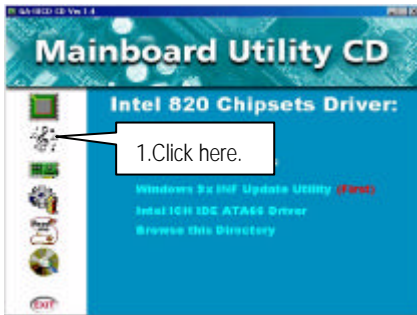 Mainboard Utility CD
Intel 820 Chipsets Driver:
1.Click here.
Windows 9x INF Update Utility (First)
Intel ICH IDE ATA66 Driver
Browse this Directory
EXIT